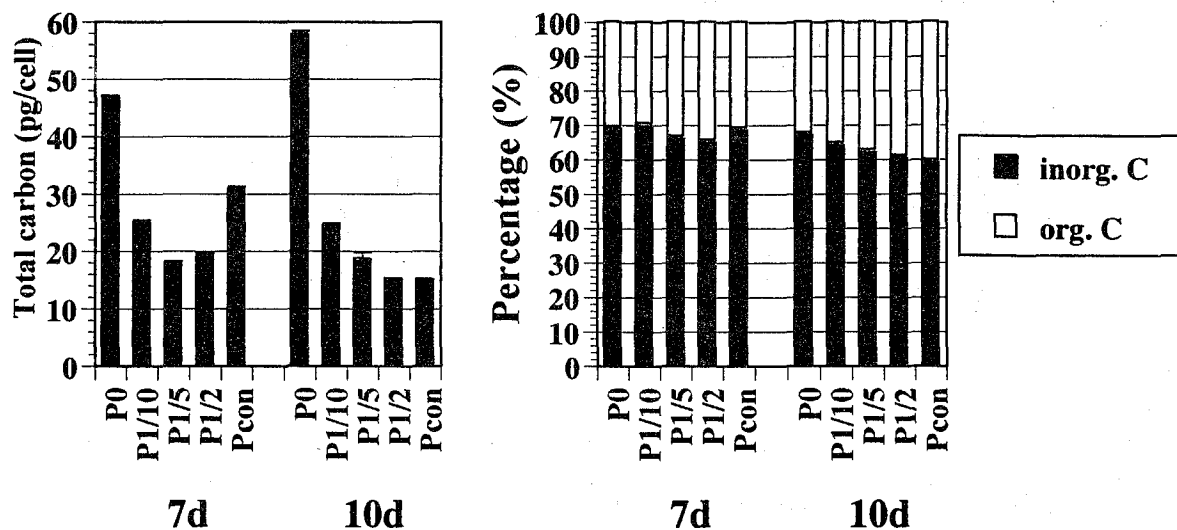 Total carbon (pg/cell)
60
50
40
30
20
10
0
P0
P1/10
P1/5
P1/2
Pcon
P0
P1/10
P1/5
P1/2
Pcon
7d
10d
Percentage (%)
100
90
80
70
60
50
40
30
20
10
0
P0
P1/10
P1/5
P1/2
Pcon
P0
P1/10
P1/5
P1/2
Pcon
7d
10d
inorg. C
org. C